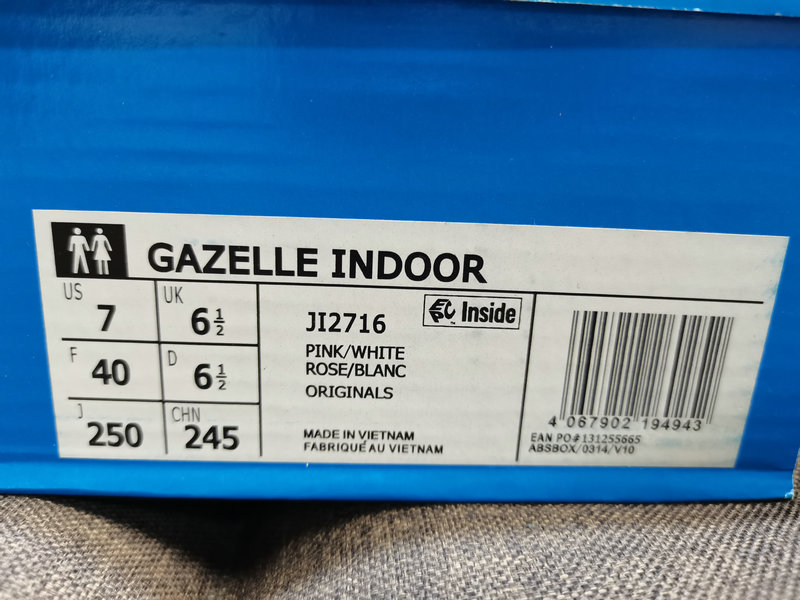 GAZELLE INDOOR
US 7
UK 6 1/2
F 40
D 6 1/2
J 250
CHN 245
JI2716
Inside
PINK/WHITE
ROSE/BLANC
ORIGINALS
MADE IN VIETNAM
FABRIQUÉ AU VIETNAM
4 067902 194943
EAN PO# 131255665
ABSBOX/0314/V10